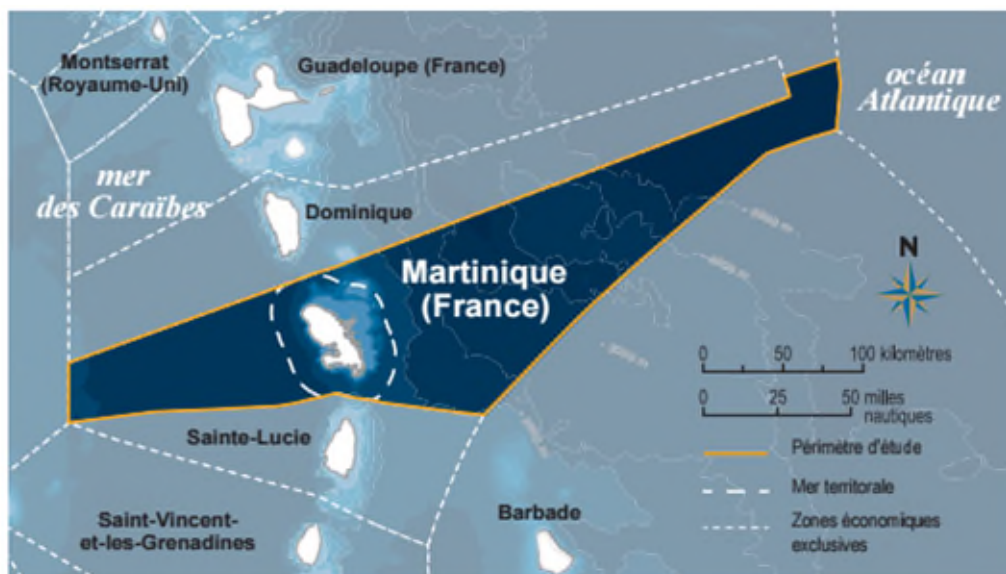 Montserrat
(Royaume-Uni)
Guadeloupe (France)
océan
Atlantique
mer
des Caraïbes
Dominique
Martinique
(France)
N
0 50 100 kilomètres
0 25 50 milles
nautiques
Sainte-Lucie
Périmètre d'étude
Mer territorale
Saint-Vincent-
et-les-Grenadines
Barbade
Zones économiques
exclusives